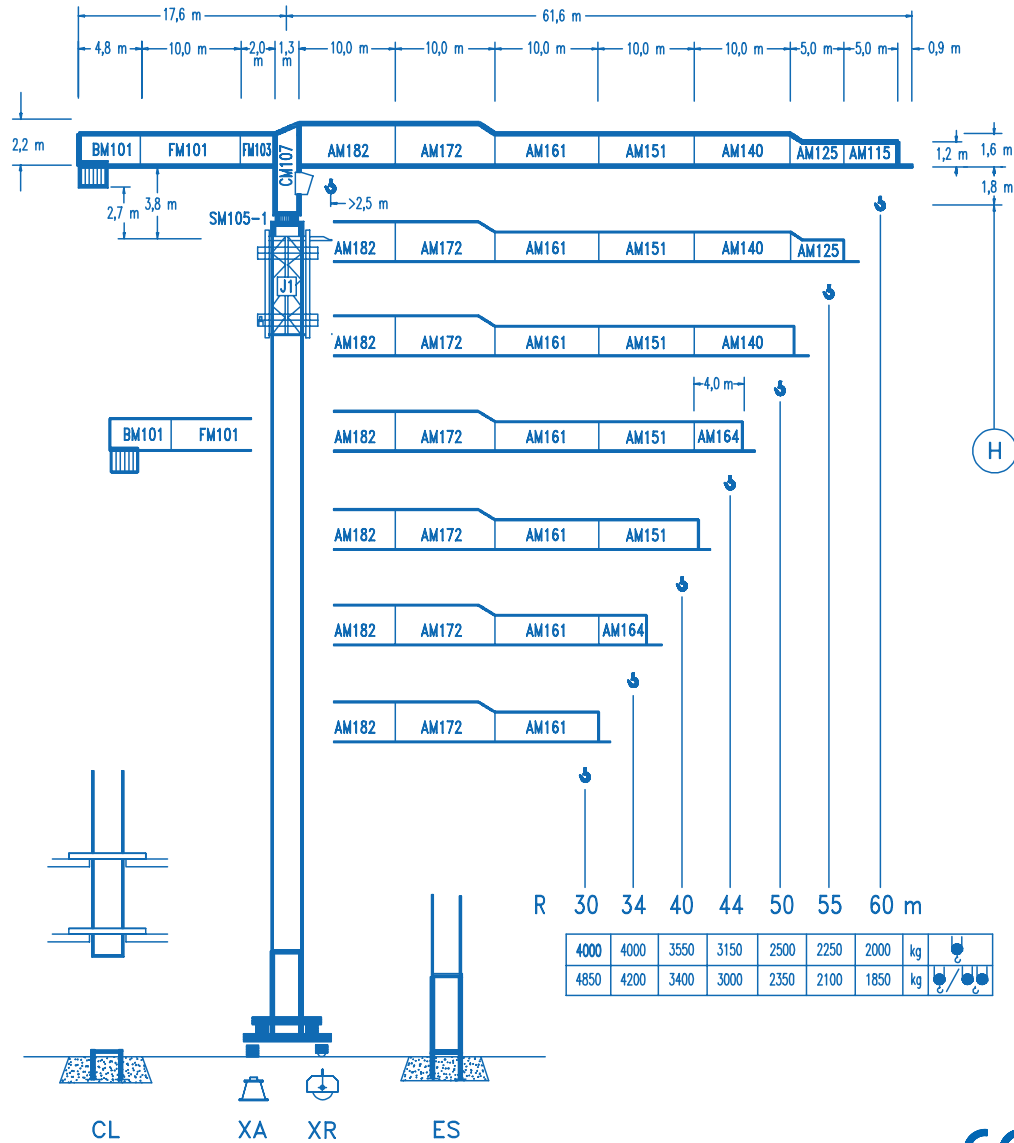 17,6 m 61,6 m
4,8 m 10,0 m 2,0 m 1,3 m 10,0 m 10,0 m 10,0 m 10,0 m 10,0 m 5,0 m 5,0 m 0,9 m
2,2 m
BM101 FM101 FM103 CM107 AM182 AM172 AM161 AM151 AM140 AM125 AM115
1,2 m 1,6 m
1,8 m
2,7 m 3,8 m
>2,5 m
SM105-1
AM182 AM172 AM161 AM151 AM140 AM125
J1
AM182 AM172 AM161 AM151 AM140
4,0 m
BM101 FM101
AM182 AM172 AM161 AM151 AM164
H
AM182 AM172 AM161 AM151
AM182 AM172 AM161 AM164
AM182 AM172 AM161
R 30 34 40 44 50 55 60 m
4000 4000 3550 3150 2500 2250 2000 kg
4850 4200 3400 3000 2350 2100 1850 kg
CL XA XR ES